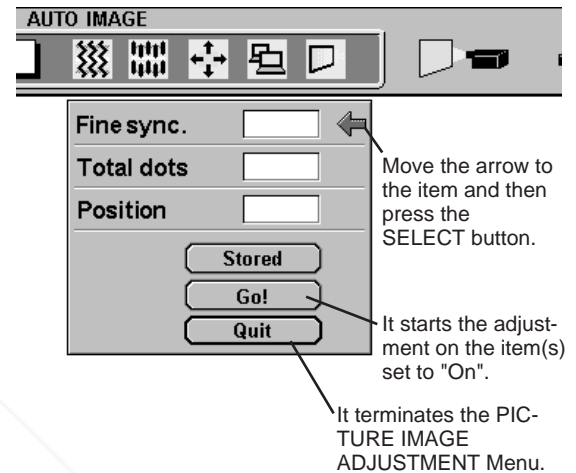 AUTO IMAGE
Fine sync.
Total dots
Position
Stored
Go!
Quit
Move the arrow to
the item and then
press the
SELECT button.
It starts the adjust-
ment on the item(s)
set to "On".
It terminates the PIC-
TURE IMAGE
ADJUSTMENT Menu.